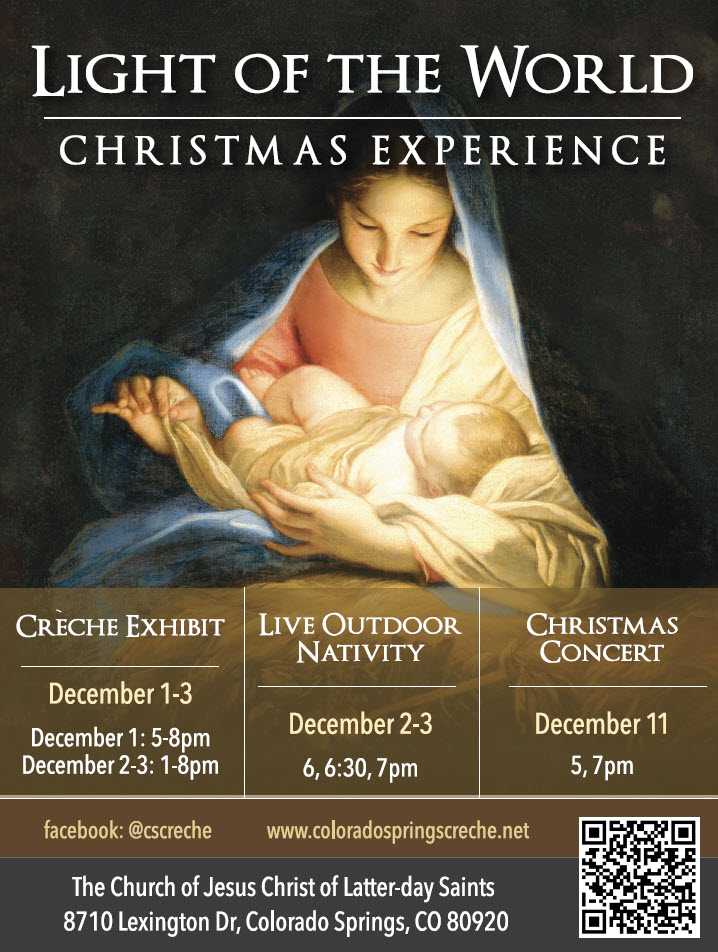 LIGHT OF THE WORLD
CHRISTMAS EXPERIENCE
CRÈCHE EXHIBIT
December 1-3
December 1: 5-8pm
December 2-3: 1-8pm
LIVE OUTDOOR
NATIVITY
December 2-3
6, 6:30, 7pm
CHRISTMAS
CONCERT
December 11
5, 7pm
facebook: @cscreche
www.coloradospringscreche.net
The Church of Jesus Christ of Latter-day Saints
8710 Lexington Dr, Colorado Springs, CO 80920